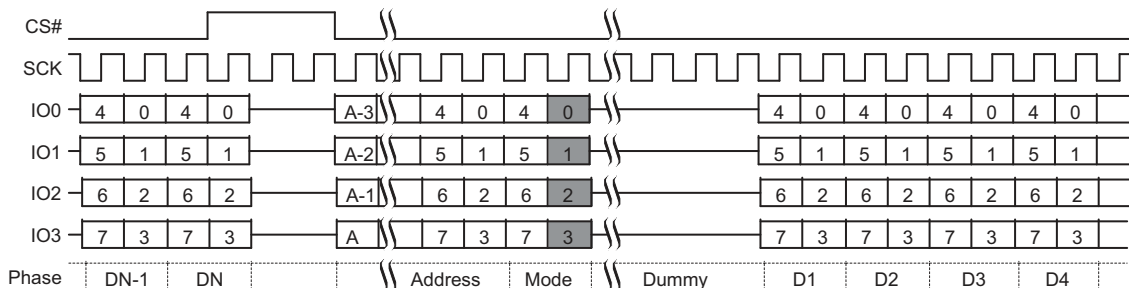 CS#
SCK
IO0 4 0 4 0 A-3 4 0 4 0 4 0 4 0 4 0 4 0
IO1 5 1 5 1 A-2 5 1 5 1 5 1 5 1 5 1 5 1
IO2 6 2 6 2 A-1 6 2 6 2 6 2 6 2 6 2 6 2
IO3 7 3 7 3 A 7 3 7 3 7 3 7 3 7 3 7 3
Phase DN-1 DN Address Mode Dummy D1 D2 D3 D4